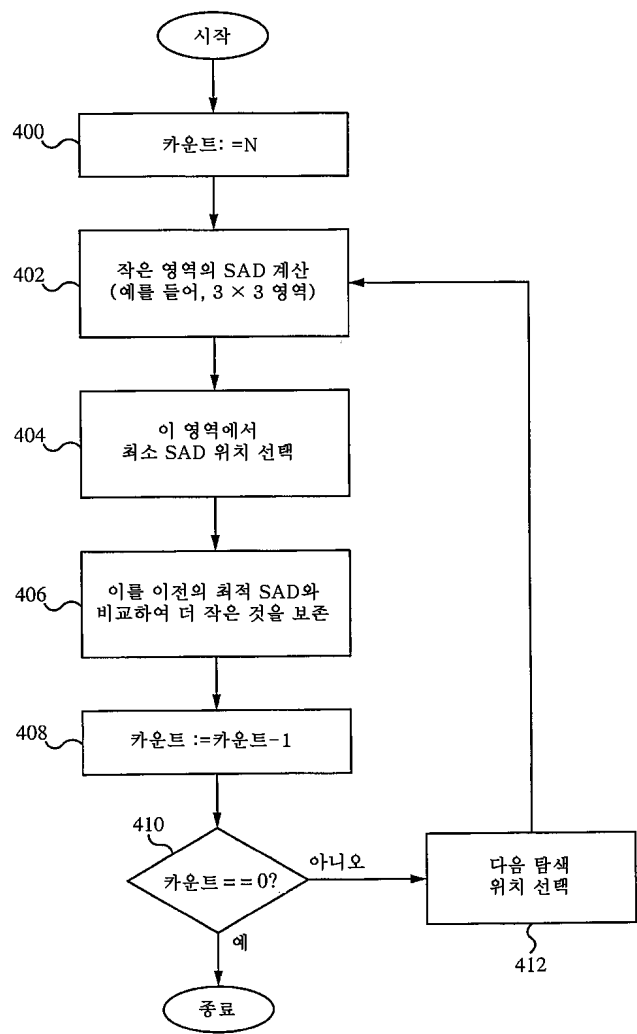 시작
400
카운트: =N
402
작은 영역의 SAD 계산
(예를 들어, 3 × 3 영역)
404
이 영역에서
최소 SAD 위치 선택
406
이를 이전의 최적 SAD와
비교하여 더 작은 것을 보존
408
카운트 :=카운트-1
410
카운트==0?
아니오
다음 탐색
위치 선택
412
예
종료